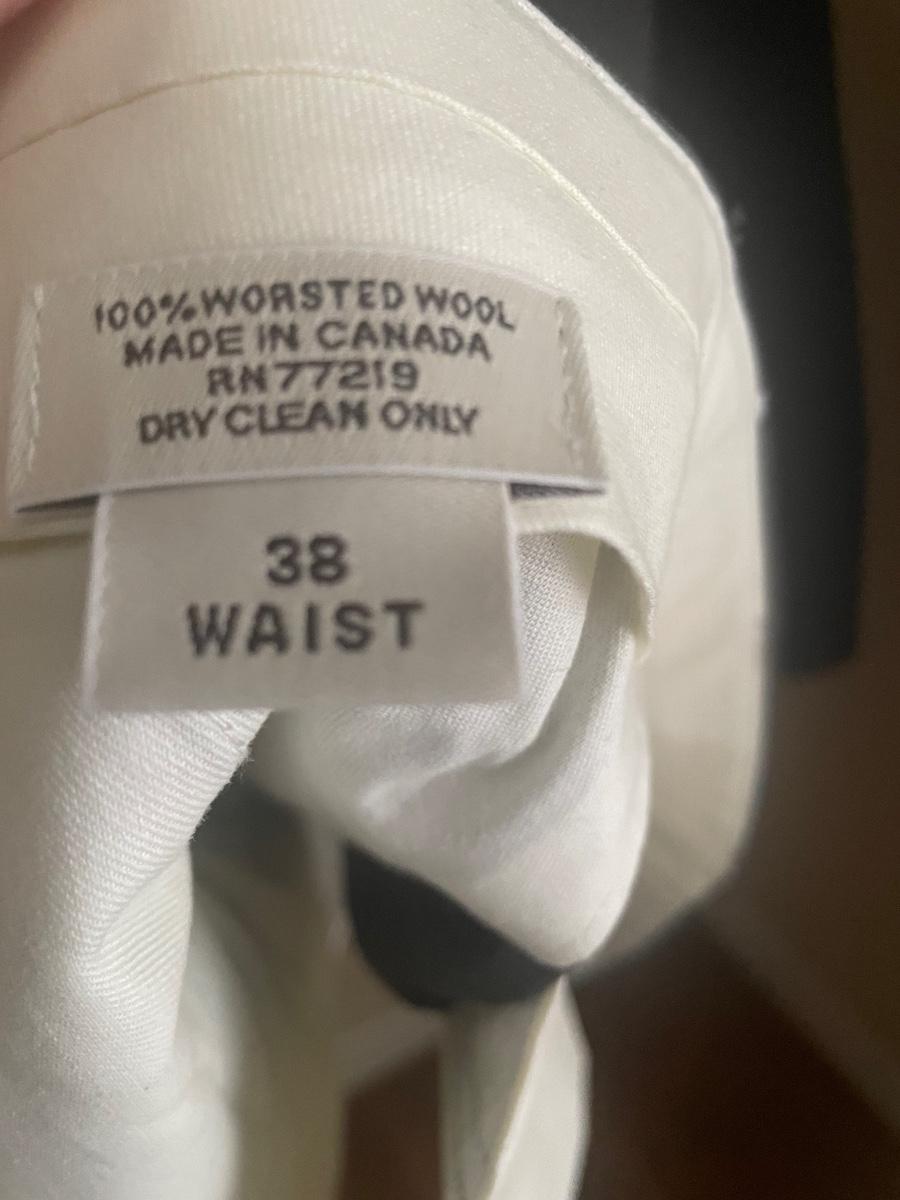 100% WORSTED WOOL
MADE IN CANADA
RN77219
DRY CLEAN ONLY
38
WAIST